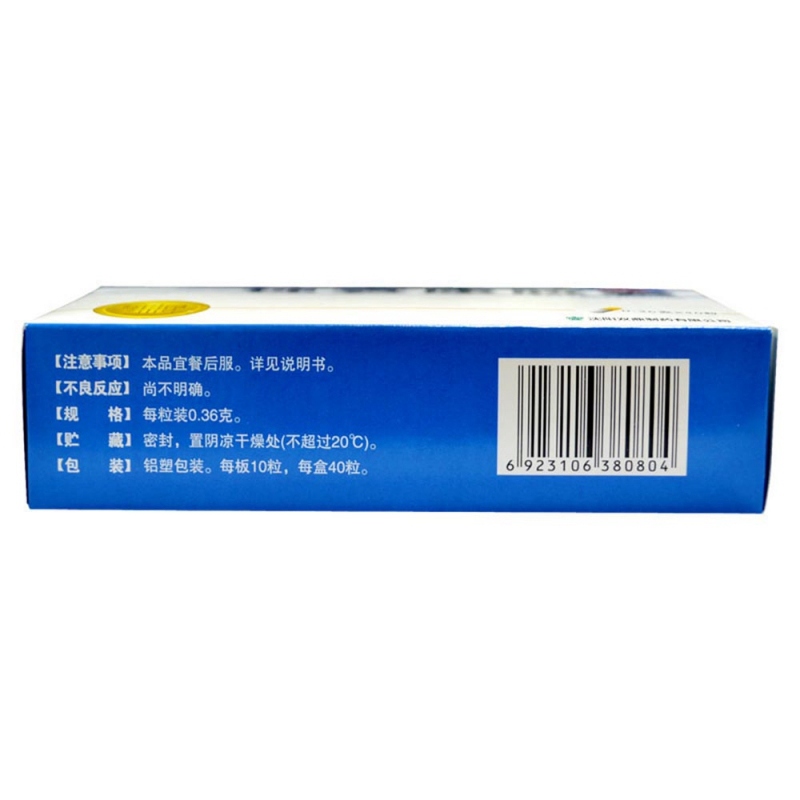 【注意事项】 本品宜餐后服。详见说明书。
【不良反应】 尚不明确。
【规 格】 每粒装0.36克。
【贮 藏】 密封，置阴凉干燥处(不超过20℃)。
【包 装】 铝塑包装。每板10粒，每盒40粒。
6 923106 380804